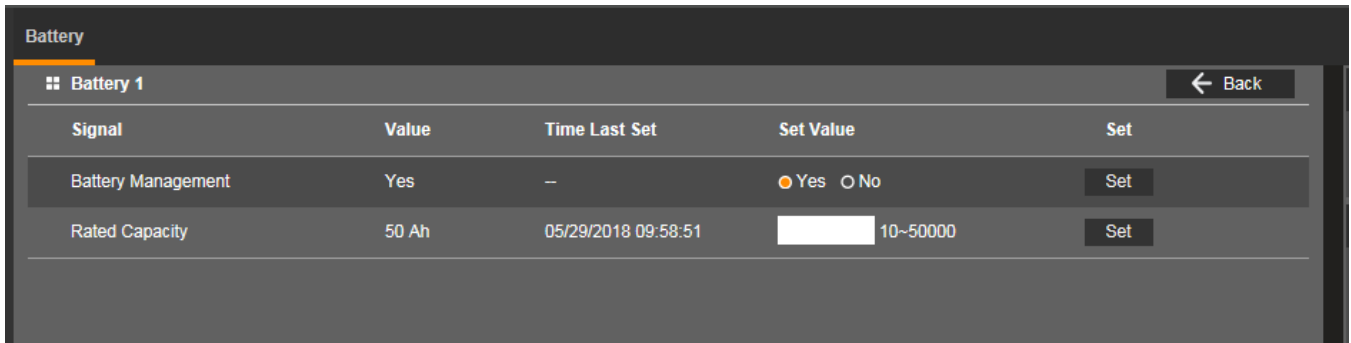 Battery
Battery 1 Back
Signal Value Time Last Set Set Value Set
Battery Management Yes -- Yes No Set
Rated Capacity 50 Ah 05/29/2018 09:58:51 10~50000 Set